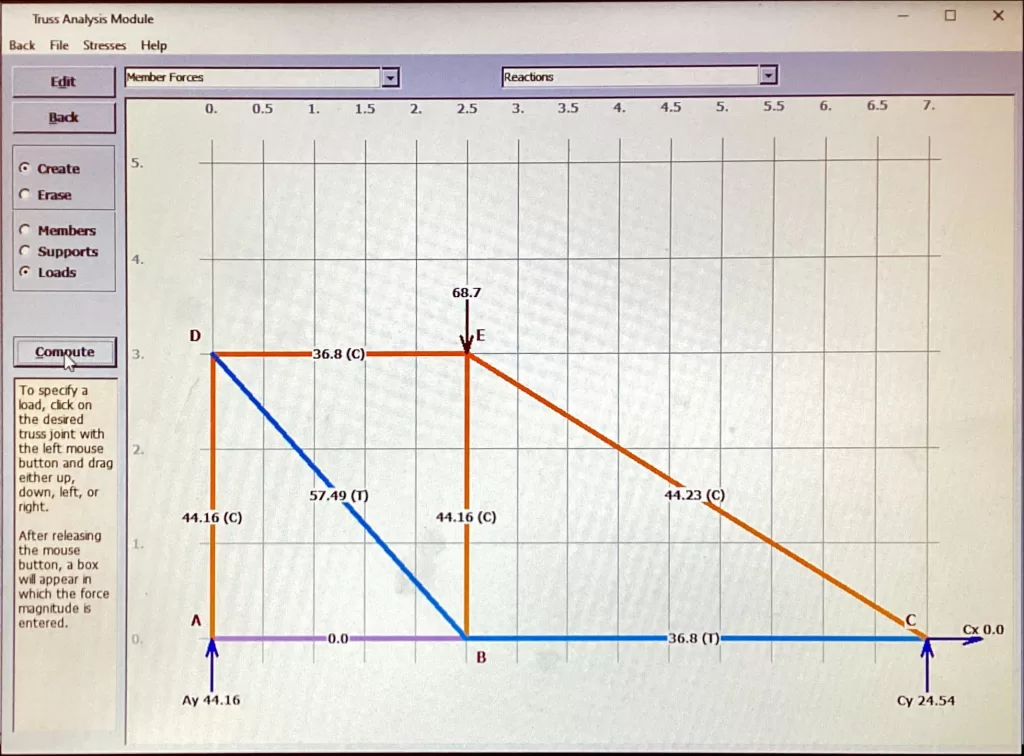 Truss Analysis Module
Back File Stresses Help
Edit
Member Forces
Reactions
Back
0. 0.5 1. 1.5 2. 2.5 3. 3.5 4. 4.5 5. 5.5 6. 6.5 7.
5.
Create
Erase
Members
Supports
Loads
4.
68.7
D
E
Compute
3.
36.8 (C)
To specify a
load, click on
the desired
truss joint with
the left mouse
button and drag
either up,
down, left, or
right.
After releasing
the mouse
button, a box
will appear in
which the force
magnitude is
entered.
2.
57.49 (T)
44.23 (C)
44.16 (C)
44.16 (C)
1.
A
C
0.
0.0
36.8 (T)
Cx 0.0
B
Ay 44.16
Cy 24.54